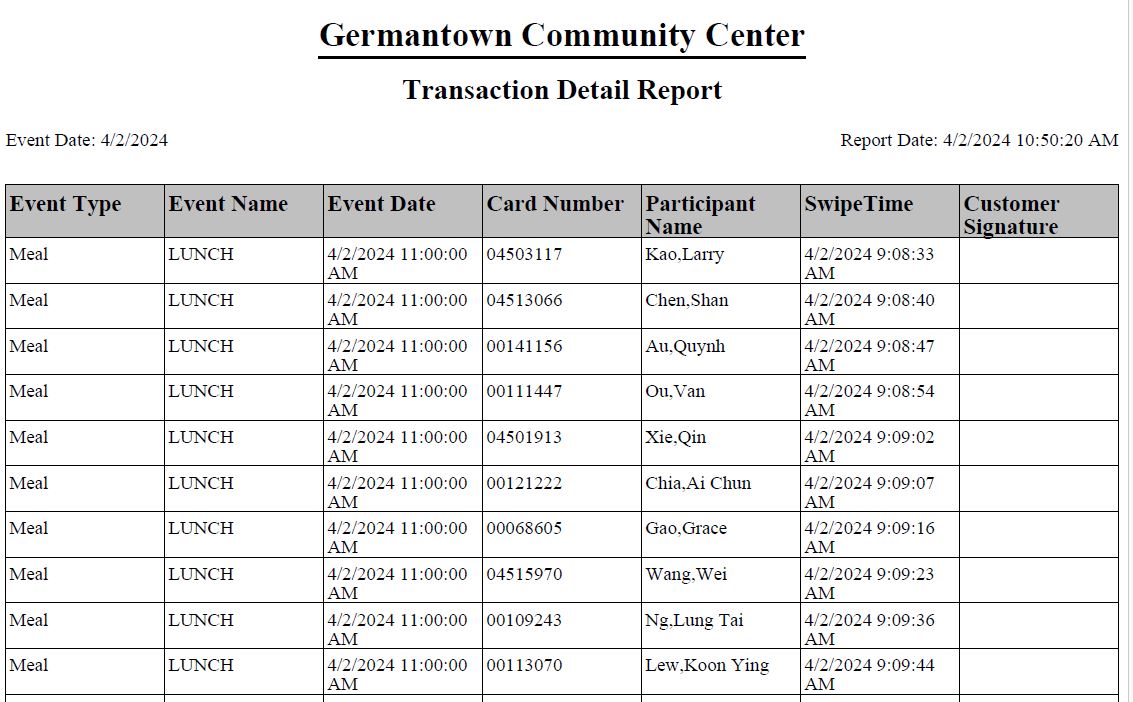 Germantown Community Center
Transaction Detail Report
Event Date: 4/2/2024 Report Date: 4/2/2024 10:50:20 AM
Event Type Event Name Event Date Card Number Participant Name SwipeTime Customer Signature
Meal LUNCH 4/2/2024 11:00:00 AM 04503117 Kao,Larry 4/2/2024 9:08:33 AM
Meal LUNCH 4/2/2024 11:00:00 AM 04513066 Chen,Shan 4/2/2024 9:08:40 AM
Meal LUNCH 4/2/2024 11:00:00 AM 00141156 Au,Quynh 4/2/2024 9:08:47 AM
Meal LUNCH 4/2/2024 11:00:00 AM 00111447 Ou,Van 4/2/2024 9:08:54 AM
Meal LUNCH 4/2/2024 11:00:00 AM 04501913 Xie,Qin 4/2/2024 9:09:02 AM
Meal LUNCH 4/2/2024 11:00:00 AM 00121222 Chia,Ai Chun 4/2/2024 9:09:07 AM
Meal LUNCH 4/2/2024 11:00:00 AM 00068605 Gao,Grace 4/2/2024 9:09:16 AM
Meal LUNCH 4/2/2024 11:00:00 AM 04515970 Wang,Wei 4/2/2024 9:09:23 AM
Meal LUNCH 4/2/2024 11:00:00 AM 00109243 Ng,Lung Tai 4/2/2024 9:09:36 AM
Meal LUNCH 4/2/2024 11:00:00 AM 00113070 Lew,Koon Ying 4/2/2024 9:09:44 AM